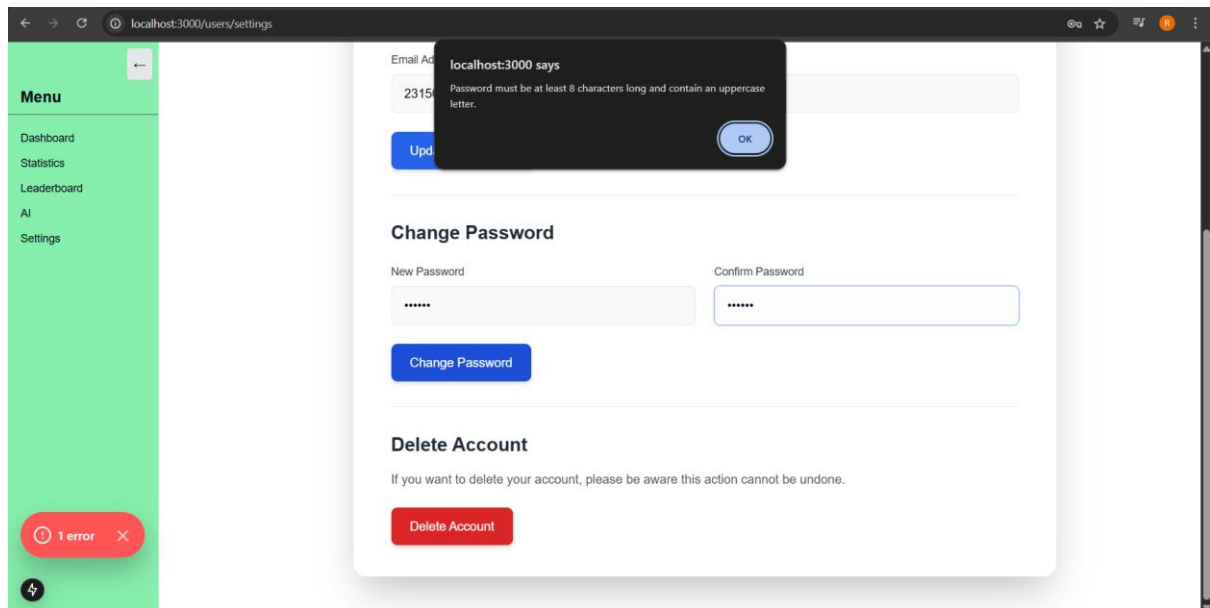 localhost:3000/users/settings
R
←
Menu
Dashboard
Statistics
Leaderboard
AI
Settings
1 error
localhost:3000 says
Password must be at least 8 characters long and contain an uppercase
letter.
OK
Email Ad
2315
Upd
Change Password
New Password Confirm Password
•••••• ••••••
Change Password
Delete Account
If you want to delete your account, please be aware this action cannot be undone.
Delete Account